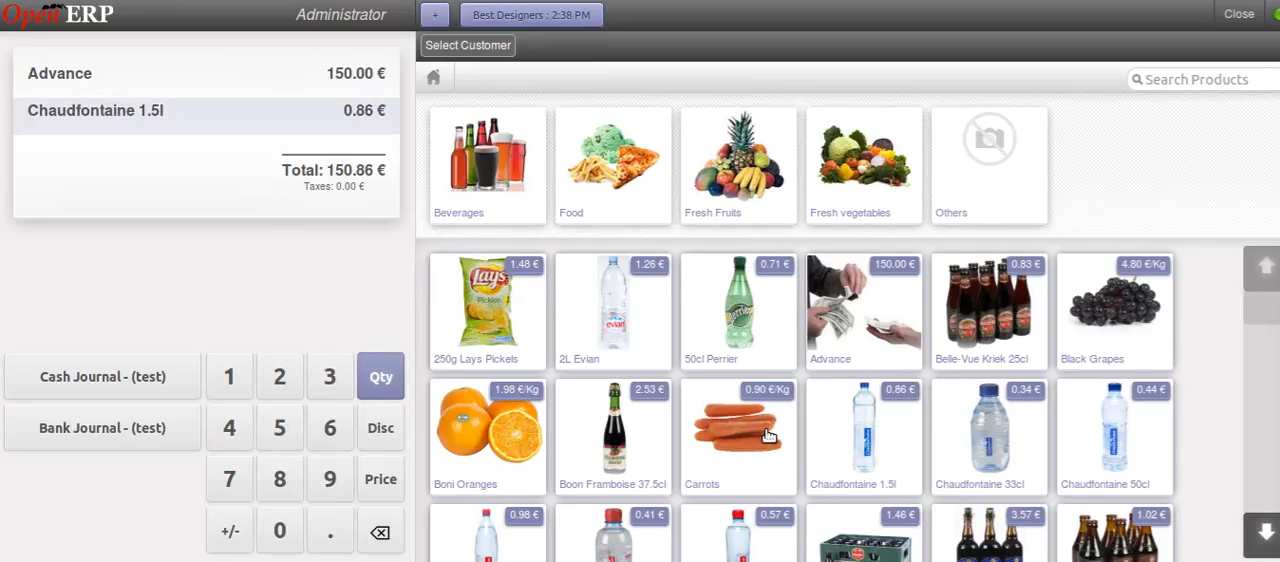 Open ERP
Administrator
+
Best Designers : 2:38 PM
Close
Select Customer
Search Products
Advance 150.00 €
Chaudfontaine 1.5l 0.86 €
Total: 150.86 €
Taxes: 0.00 €
Beverages
Food
Fresh Fruits
Fresh vegetables
Others
1.48 €
Lays
250g Lays Pickels
1.26 €
evian
2L Evian
0.71 €
50cl Perrier
150.00 €
Advance
0.83 €
Belle-Vue Kriek 25cl
4.80 €/Kg
Black Grapes
Cash Journal - (test)
1 2 3 Qty
Bank Journal - (test)
4 5 6 Disc
7 8 9 Price
+/- 0 .
1.98 €/Kg
Boni Oranges
2.53 €
Boon Framboise 37.5cl
0.90 €/Kg
Carrots
0.86 €
Chaudfontaine 1.5l
0.34 €
Chaudfontaine 33cl
0.44 €
Chaudfontaine 50cl
0.98 €
0.41 €
0.57 €
1.46 €
3.57 €
1.02 €